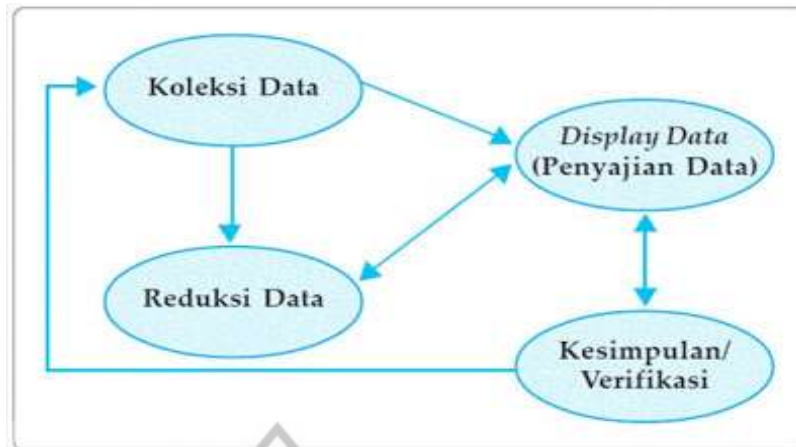 Koleksi Data
Display Data
(Penyajian Data)
Reduksi Data
Kesimpulan/
Verifikasi